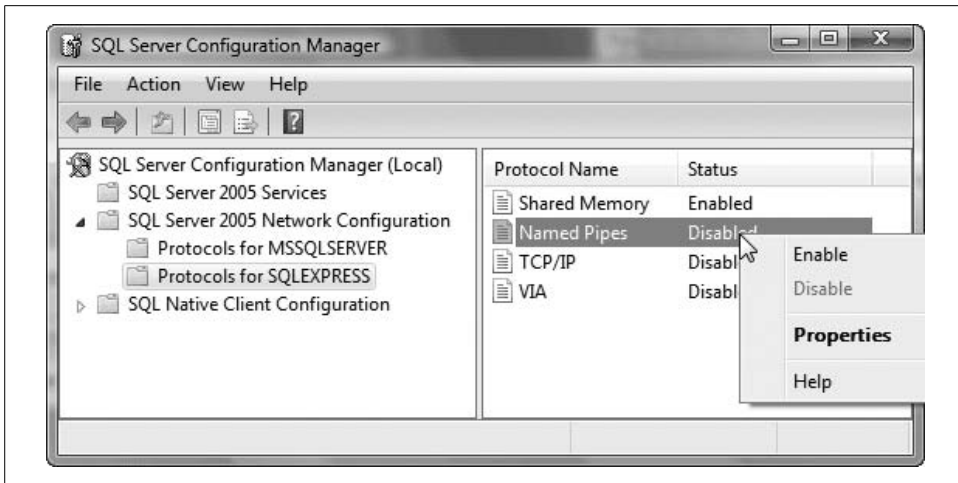 SQL Server Configuration Manager
File Action View Help
SQL Server Configuration Manager (Local)
SQL Server 2005 Services
SQL Server 2005 Network Configuration
Protocols for MSSQLSERVER
Protocols for SQLEXPRESS
SQL Native Client Configuration
Protocol Name Status
Shared Memory Enabled
Named Pipes Disabled
TCP/IP Disabl
VIA Disabl
Enable
Disable
Properties
Help